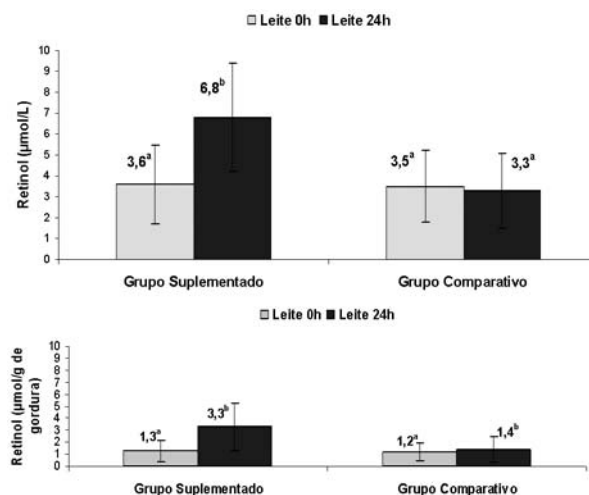 Leite 0h Leite 24h
Retinol (µmol/L)
10
9
8
7
6
5
4
3
2
1
0
3,6ᵃ
6,8ᵇ
3,5ᵃ
3,3ᵃ
Grupo Suplementado Grupo Comparativo
Leite 0h Leite 24h
Retinol (µmol/g de
gordura)
10
9
8
7
6
5
4
3
2
1
0
1,3ᵃ
3,3ᵇ
1,2ᵃ
1,4ᵇ
Grupo Suplementado Grupo Comparativo